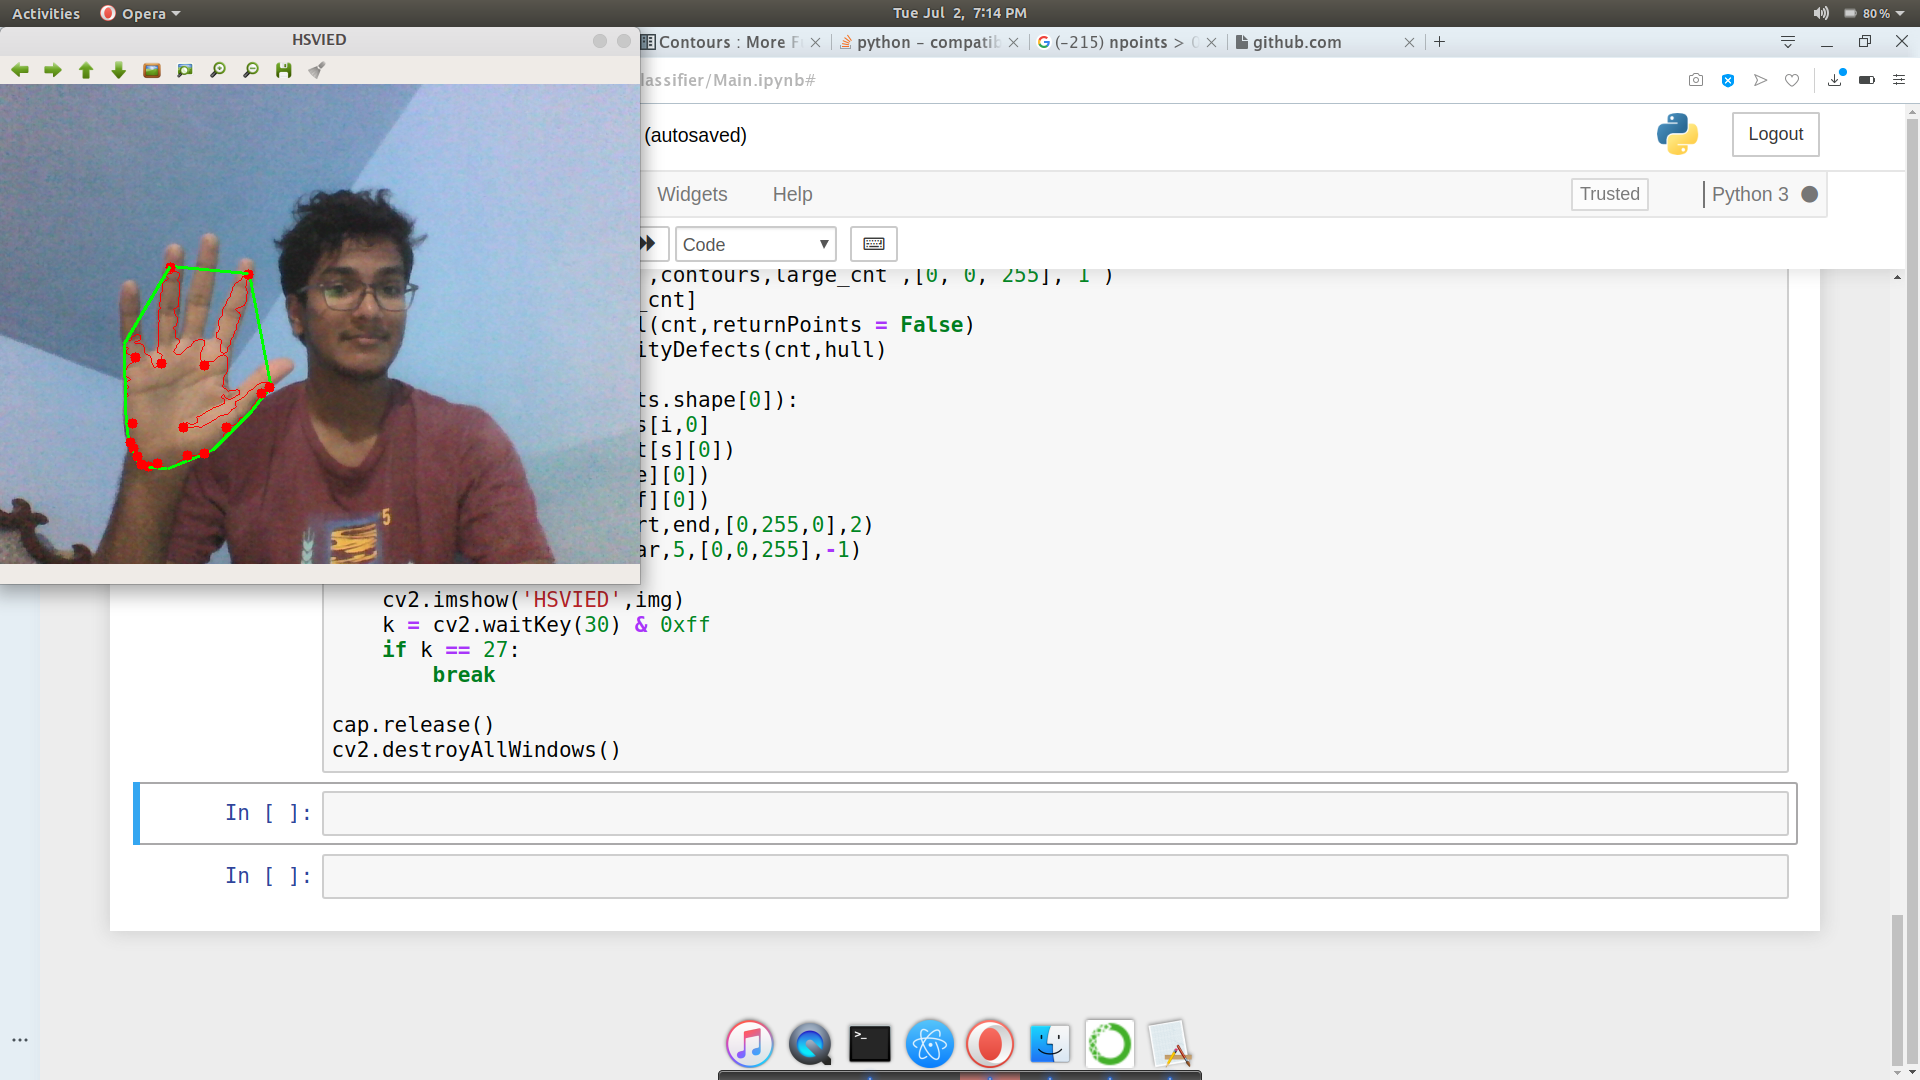 Activities Opera Tue Jul 2, 7:14 PM 80%
HSVIED
Contours : More F python - compatib (-215) npoints > 0 github.com
lassifier/Main.ipynb#
(autosaved) Logout
Widgets Help Trusted Python 3
Code
,contours,large_cnt ,[0, 0, 255], 1 )
_cnt]
l(cnt,returnPoints = False)
ityDefects(cnt,hull)
ts.shape[0]):
s[i,0]
t[s][0])
e][0])
f][0])
rt,end,[0,255,0],2)
ar,5,[0,0,255],-1)
5
cv2.imshow('HSVIED',img)
k = cv2.waitKey(30) & 0xff
if k == 27:
break
cap.release()
cv2.destroyAllWindows()
In [ ]:
In [ ]:
...
>_